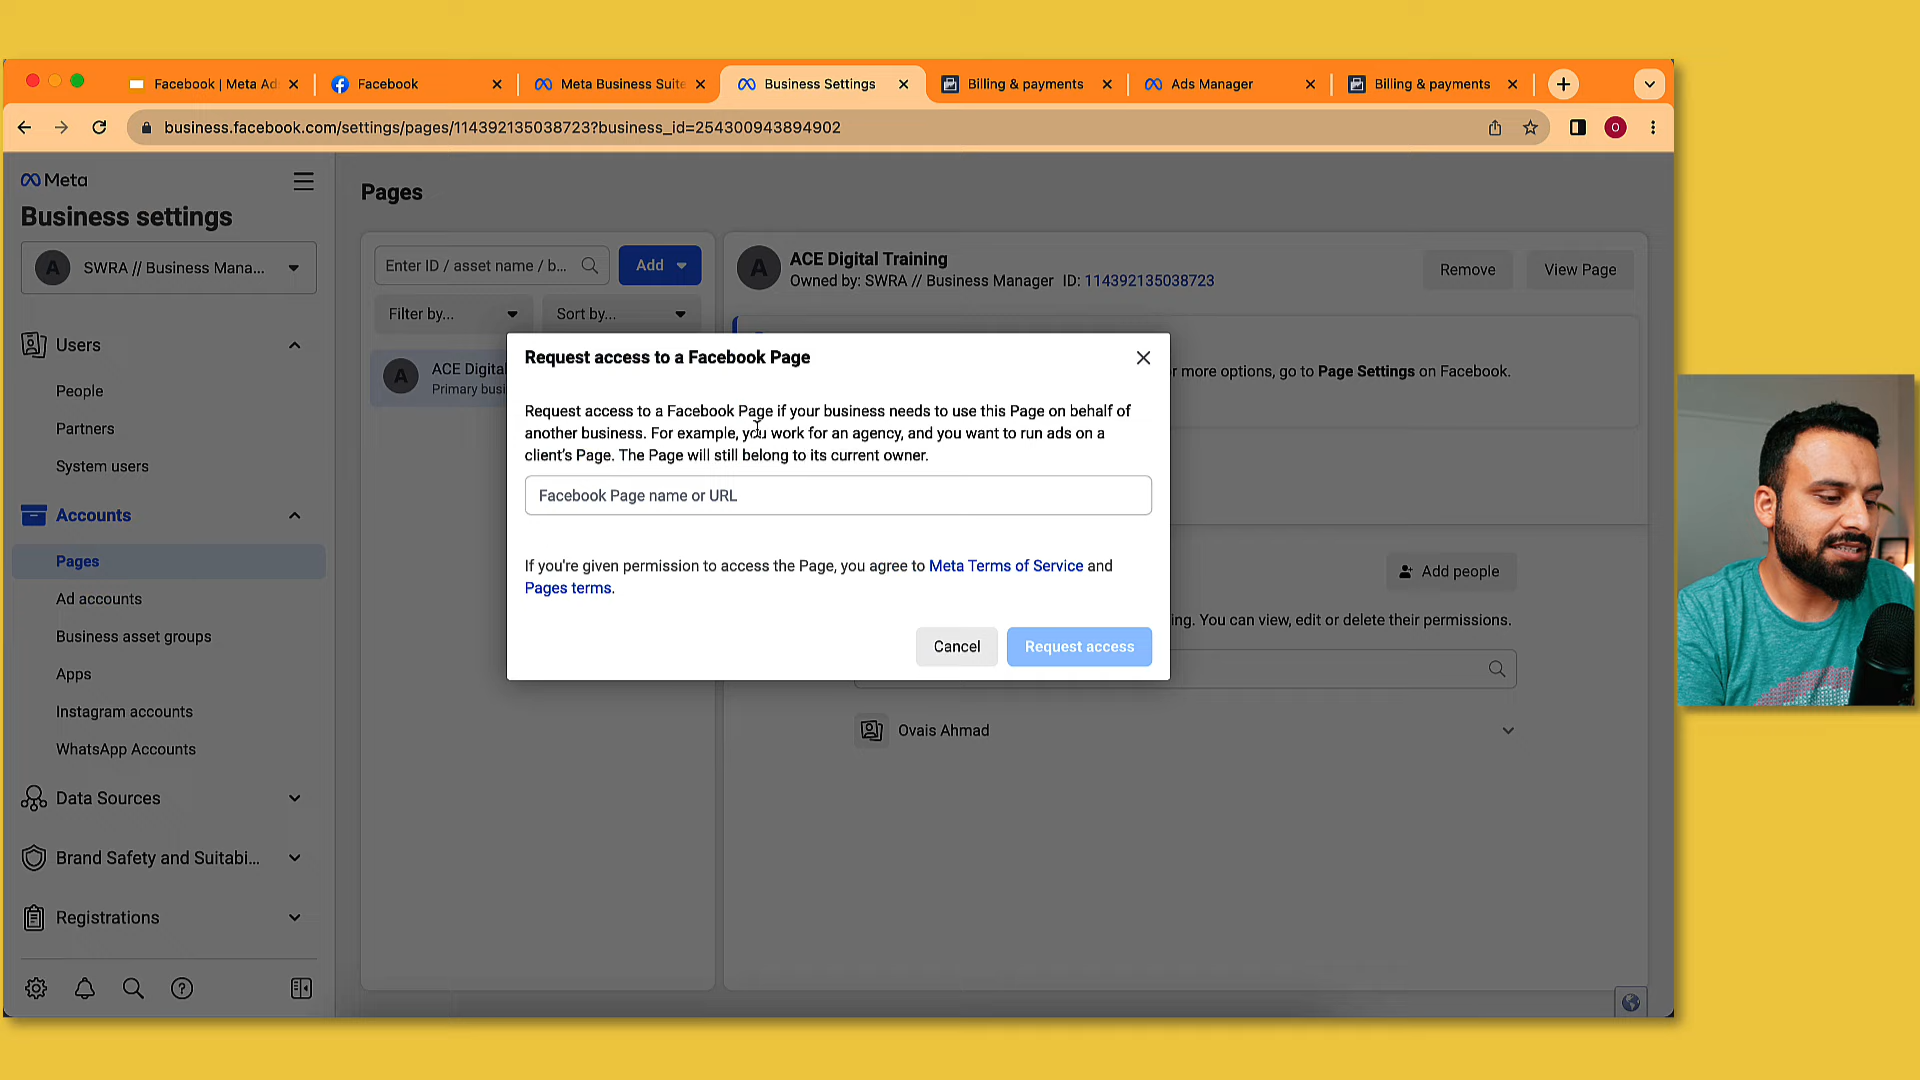 Facebook | Meta Ad
Facebook
Meta Business Suite
Business Settings
Billing & payments
Ads Manager
Billing & payments
business.facebook.com/settings/pages/114392135038723?business_id=254300943894902
O
Meta
Business settings
A
SWRA // Business Mana...
Users
People
Partners
System users
Accounts
Pages
Ad accounts
Business asset groups
Apps
Instagram accounts
WhatsApp Accounts
Data Sources
Brand Safety and Suitabi...
Registrations
Pages
Enter ID / asset name / b...
Add
Filter by...
Sort by...
A
ACE Digital
Primary busi
A
ACE Digital Training
Owned by: SWRA // Business Manager ID: 114392135038723
Remove
View Page
r more options, go to Page Settings on Facebook.
Request access to a Facebook Page
Request access to a Facebook Page if your business needs to use this Page on behalf of
another business. For example, you work for an agency, and you want to run ads on a
client's Page. The Page will still belong to its current owner.
Facebook Page name or URL
If you're given permission to access the Page, you agree to Meta Terms of Service and
Pages terms.
Cancel
Request access
Add people
ing. You can view, edit or delete their permissions.
Ovais Ahmad